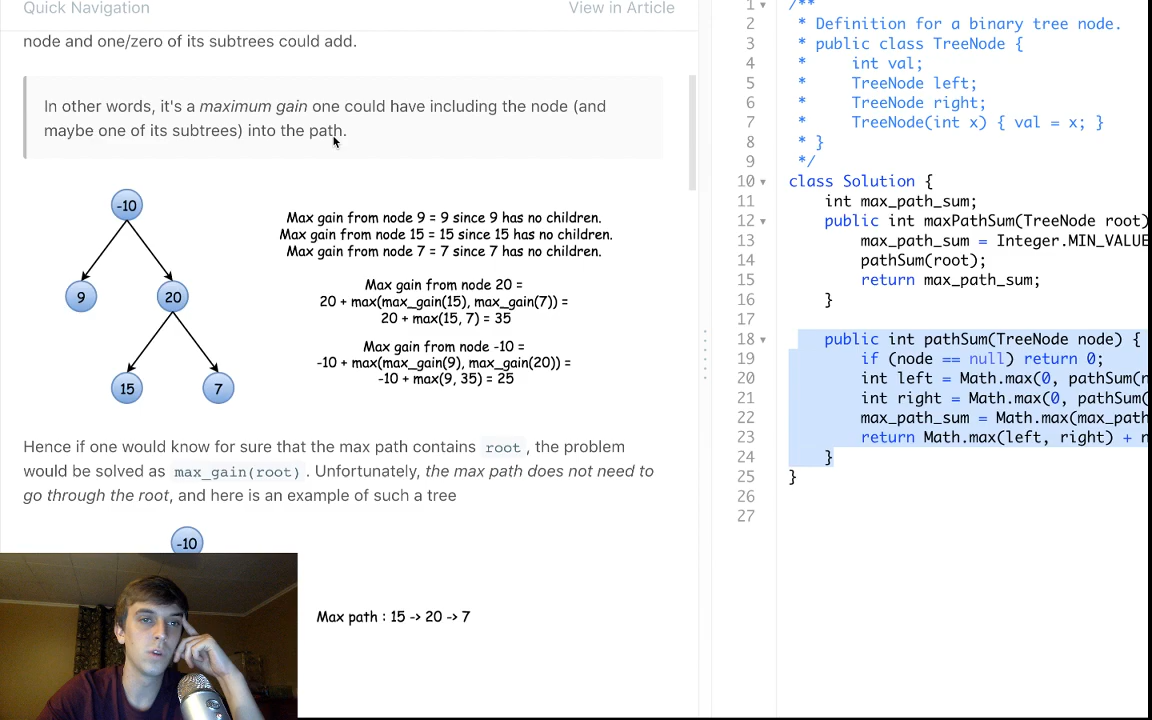 Quick Navigation
View in Article
node and one/zero of its subtrees could add.
In other words, it's a maximum gain one could have including the node (and
maybe one of its subtrees) into the path.
-10
9
20
15
7
Max gain from node 9 = 9 since 9 has no children.
Max gain from node 15 = 15 since 15 has no children.
Max gain from node 7 = 7 since 7 has no children.
Max gain from node 20 =
20 + max(max_gain(15), max_gain(7)) =
20 + max(15, 7) = 35
Max gain from node -10 =
-10 + max(max_gain(9), max_gain(20)) =
-10 + max(9, 35) = 25
Hence if one would know for sure that the max path contains root , the problem
would be solved as max_gain(root) . Unfortunately, the max path does not need to
go through the root, and here is an example of such a tree
-10
Max path : 15 -> 20 -> 7
1 /**
2 * Definition for a binary tree node.
3 * public class TreeNode {
4 * int val;
5 * TreeNode left;
6 * TreeNode right;
7 * TreeNode(int x) { val = x; }
8 * }
9 */
10 class Solution {
11 int max_path_sum;
12 public int maxPathSum(TreeNode root)
13 max_path_sum = Integer.MIN_VALUE
14 pathSum(root);
15 return max_path_sum;
16 }
17
18 public int pathSum(TreeNode node) {
19 if (node == null) return 0;
20 int left = Math.max(0, pathSum(n
21 int right = Math.max(0, pathSum(
22 max_path_sum = Math.max(max_path
23 return Math.max(left, right) + n
24 }
25 }
26
27